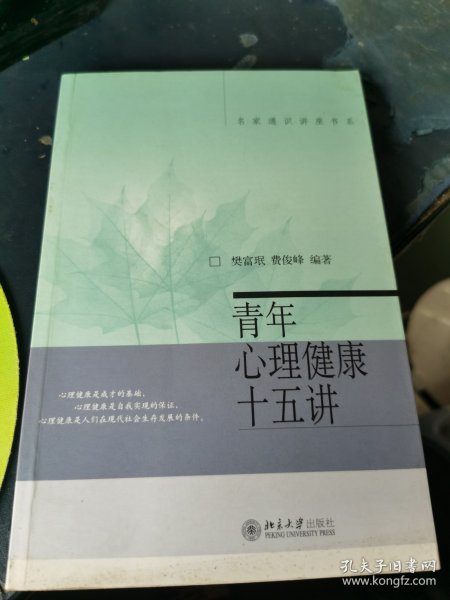 名家通识讲座书系
□ 樊富珉 费俊峰 编著
青年
心理健康
十五讲
心理健康是成才的基础，
心理健康是自我实现的保证，
心理健康是人们在现代社会生存发展的条件。
北京大学出版社
PEKING UNIVERSITY PRESS
孔夫子旧书网
www.kongfz.com